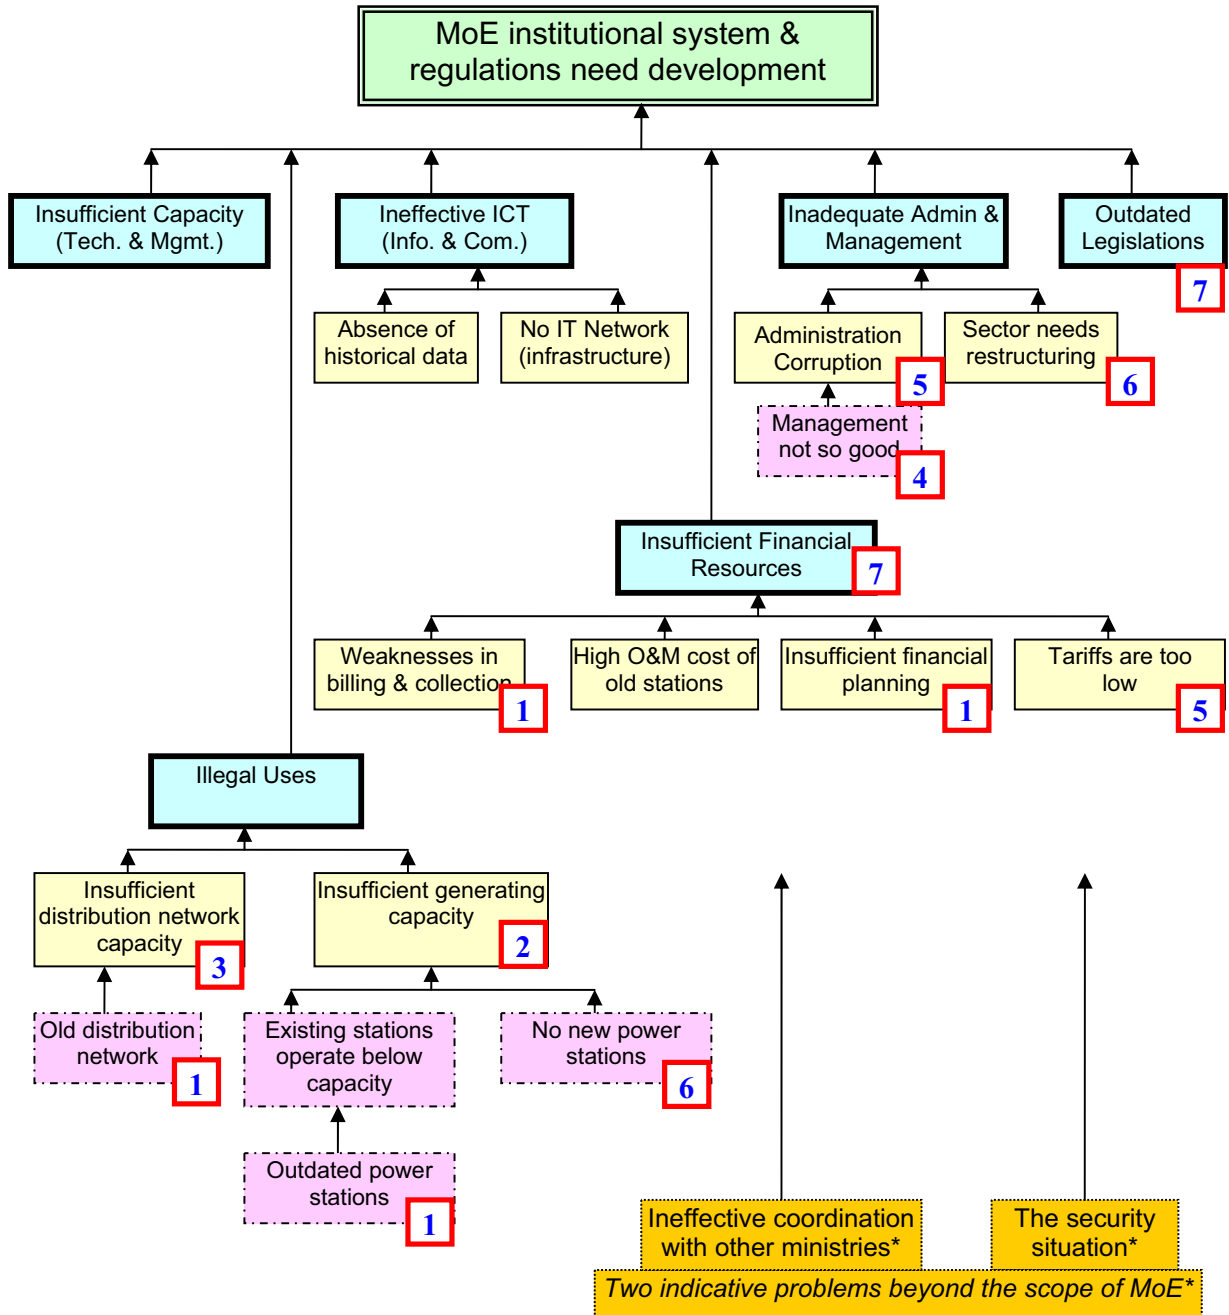 MoE institutional system &
regulations need development
Insufficient Capacity
(Tech. & Mgmt.)
Ineffective ICT
(Info. & Com.)
Inadequate Admin &
Management
Outdated
Legislations
7
Absence of
historical data
No IT Network
(infrastructure)
Administration
Corruption
5
Sector needs
restructuring
6
Management
not so good
4
Insufficient Financial
Resources
7
Weaknesses in
billing & collection
1
High O&M cost of
old stations
Insufficient financial
planning
1
Tariffs are too
low
5
Illegal Uses
Insufficient
distribution network
capacity
3
Insufficient generating
capacity
2
Old distribution
network
1
Existing stations
operate below
capacity
No new power
stations
6
Outdated power
stations
1
Ineffective coordination
with other ministries*
The security
situation*
Two indicative problems beyond the scope of MoE*